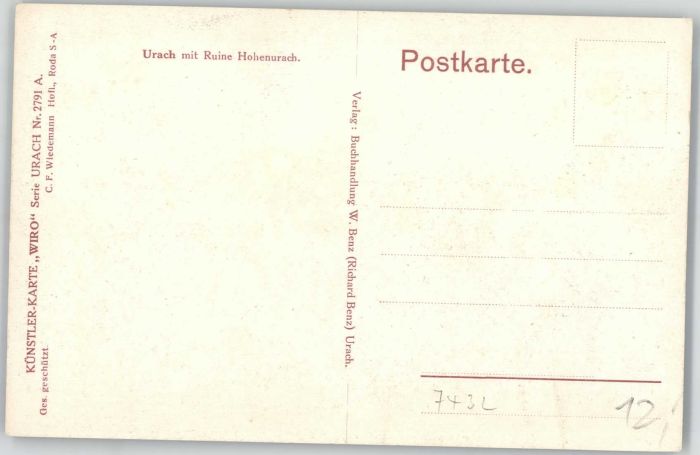 Urach mit Ruine Hohenurach.
Postkarte.
KÜNSTLER-KARTE „WIRO“ Serie URACH Nr. 2791 A.
C. F. Wiedemann Hofl., Roda S-A
Ges. geschützt.
Verlag: Buchhandlung W. Benz (Richard Benz) Urach.
12,